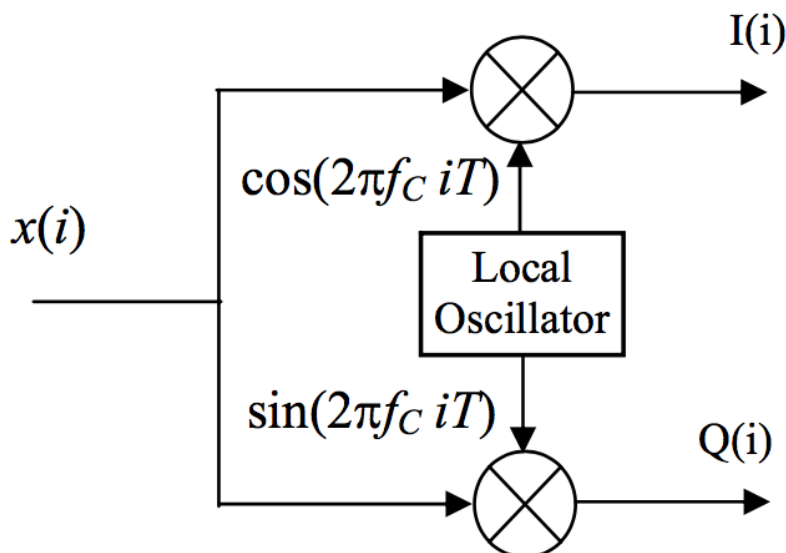 I(i)
cos(2πf_C iT)
x(i)
Local
Oscillator
sin(2πf_C iT)
Q(i)